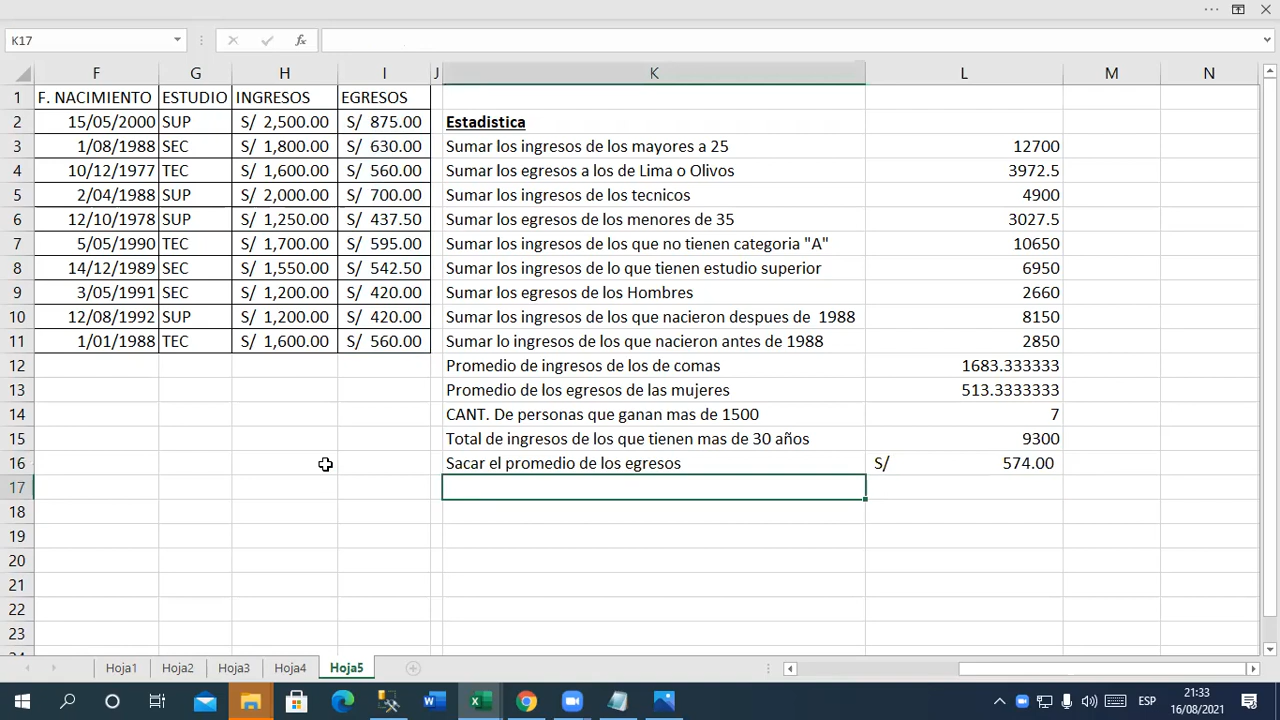 K17
fx
F G H I J K L M N
1 F. NACIMIENTO ESTUDIO INGRESOS EGRESOS
2 15/05/2000 SUP S/ 2,500.00 S/ 875.00 Estadistica
3 1/08/1988 SEC S/ 1,800.00 S/ 630.00 Sumar los ingresos de los mayores a 25 12700
4 10/12/1977 TEC S/ 1,600.00 S/ 560.00 Sumar los egresos a los de Lima o Olivos 3972.5
5 2/04/1988 SUP S/ 2,000.00 S/ 700.00 Sumar los ingresos de los tecnicos 4900
6 12/10/1978 SUP S/ 1,250.00 S/ 437.50 Sumar los egresos de los menores de 35 3027.5
7 5/05/1990 TEC S/ 1,700.00 S/ 595.00 Sumar los ingresos de los que no tienen categoria "A" 10650
8 14/12/1989 SEC S/ 1,550.00 S/ 542.50 Sumar los ingresos de lo que tienen estudio superior 6950
9 3/05/1991 SEC S/ 1,200.00 S/ 420.00 Sumar los egresos de los Hombres 2660
10 12/08/1992 SUP S/ 1,200.00 S/ 420.00 Sumar los ingresos de los que nacieron despues de 1988 8150
11 1/01/1988 TEC S/ 1,600.00 S/ 560.00 Sumar lo ingresos de los que nacieron antes de 1988 2850
12 Promedio de ingresos de los de comas 1683.333333
13 Promedio de los egresos de las mujeres 513.3333333
14 CANT. De personas que ganan mas de 1500 7
15 Total de ingresos de los que tienen mas de 30 años 9300
16 Sacar el promedio de los egresos S/ 574.00
17
18
19
20
21
22
23
Hoja1 Hoja2 Hoja3 Hoja4 Hoja5
ESP 21:33
16/08/2021